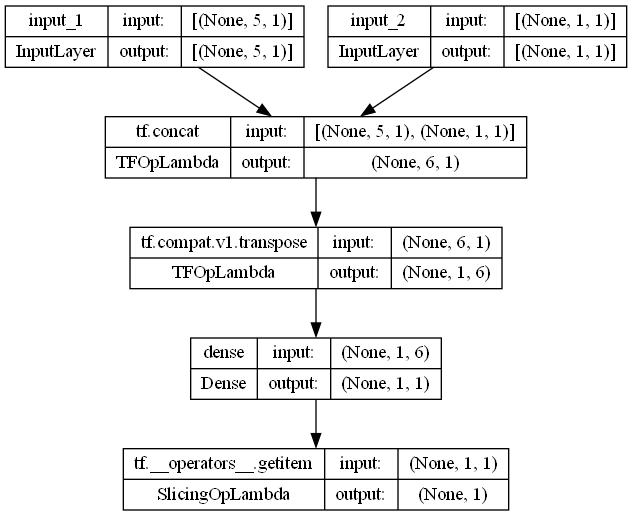 input_1 input: [(None, 5, 1)]
InputLayer output: [(None, 5, 1)]
input_2 input: [(None, 1, 1)]
InputLayer output: [(None, 1, 1)]
tf.concat input: [(None, 5, 1), (None, 1, 1)]
TFOpLambda output: (None, 6, 1)
tf.compat.v1.transpose input: (None, 6, 1)
TFOpLambda output: (None, 1, 6)
dense input: (None, 1, 6)
Dense output: (None, 1, 1)
tf.__operators__.getitem input: (None, 1, 1)
SlicingOpLambda output: (None, 1)